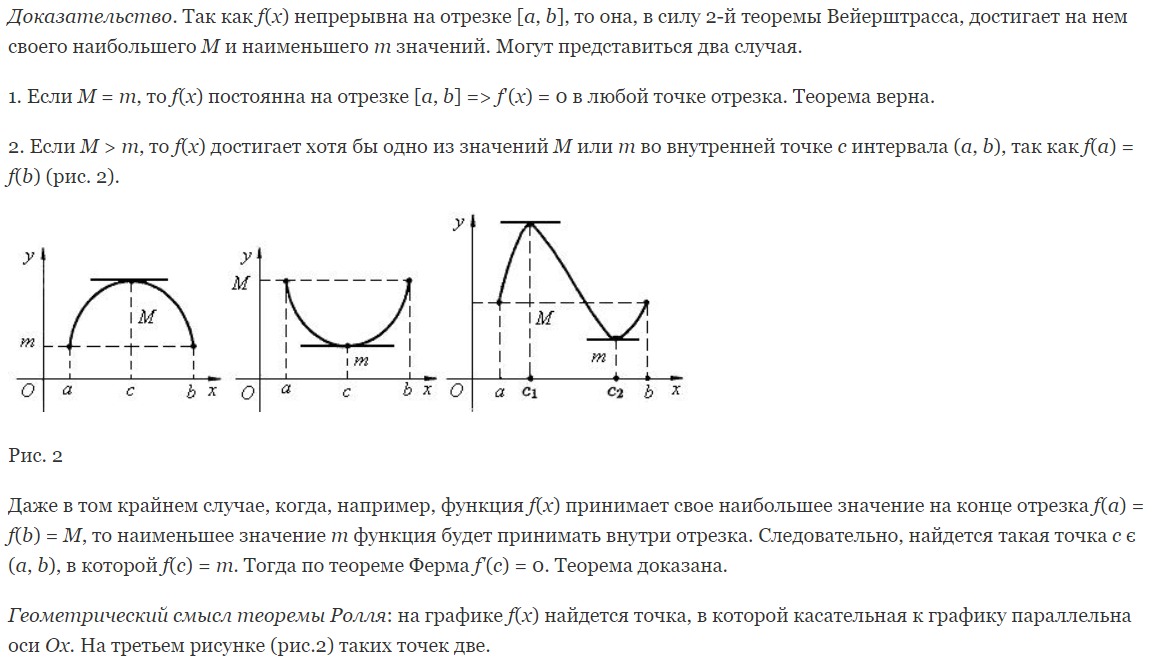 Доказательство. Так как f(x) непрерывна на отрезке [a, b], то она, в силу 2-й теоремы Вейерштрасса, достигает на нем
своего наибольшего M и наименьшего m значений. Могут представиться два случая.
1. Если M = m, то f(x) постоянна на отрезке [a, b] => f'(x) = 0 в любой точке отрезка. Теорема верна.
2. Если M > m, то f(x) достигает хотя бы одно из значений M или m во внутренней точке c интервала (a, b), так как f(a) =
f(b) (рис. 2).
y
M
m
O a c b x
y
M
m
O a c b x
y
M
m
O a c1 c2 b x
Рис. 2
Даже в том крайнем случае, когда, например, функция f(x) принимает свое наибольшее значение на конце отрезка f(a) =
f(b) = M, то наименьшее значение m функция будет принимать внутри отрезка. Следовательно, найдется такая точка c є
(a, b), в которой f(c) = m. Тогда по теореме Ферма f'(c) = 0. Теорема доказана.
Геометрический смысл теоремы Ролля: на графике f(x) найдется точка, в которой касательная к графику параллельна
оси Ox. На третьем рисунке (рис.2) таких точек две.